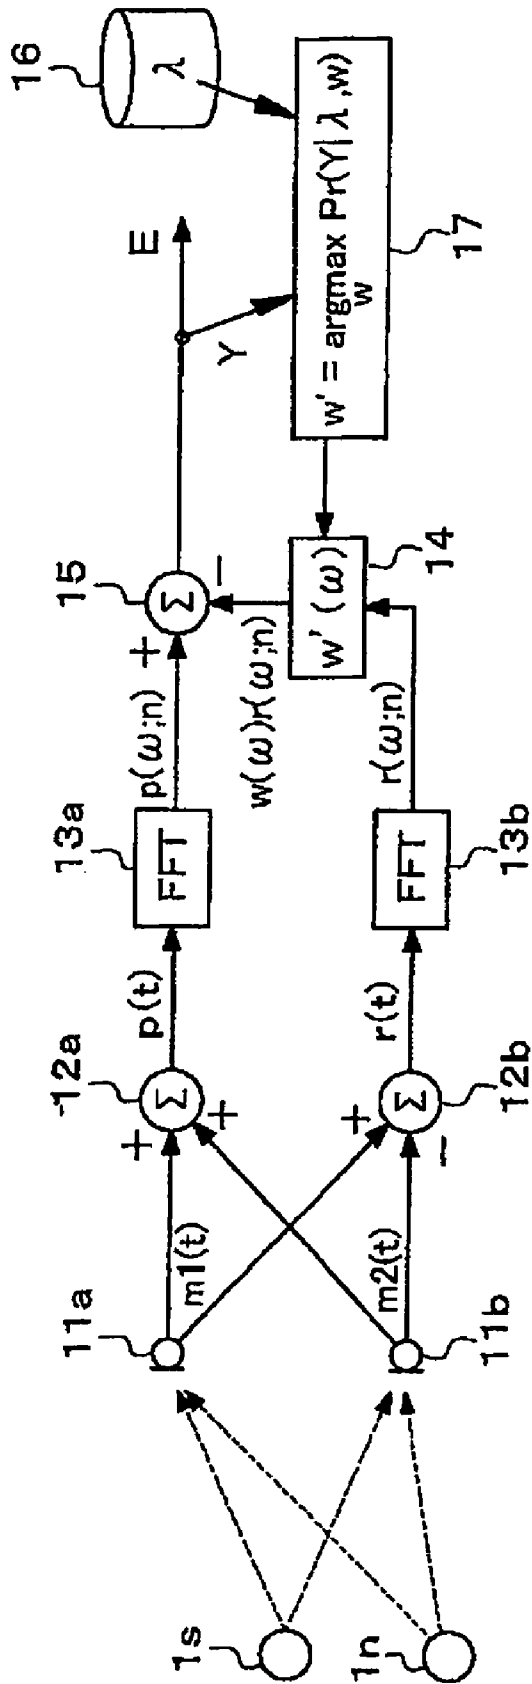 1s
1n
11a
11b
m1(t)
m2(t)
+
+
12a
Σ
+
−
12b
Σ
p(t)
r(t)
13a
FFT
13b
FFT
p(ω;n)
r(ω;n)
+
15
Σ
−
w(ω)r(ω;n)
w'(ω)
14
Y
E
16
λ
w' = argmax Pr(Y|λ,w)
w
17